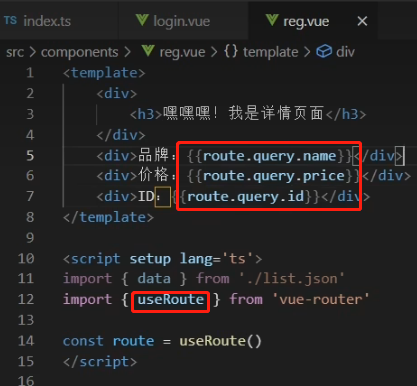 index.ts login.vue reg.vue
src > components > reg.vue > {} template > div
1 <template>
2 <div>
3 <h3>嘿嘿嘿! 我是详情页面</h3>
4 </div>
5 <div>品牌: {{route.query.name}}</div>
6 <div>价格: {{route.query.price}}</div>
7 <div>ID: {{route.query.id}}</div>
8 </template>
9
10 <script setup lang='ts'>
11 import { data } from './list.json'
12 import { useRoute } from 'vue-router'
13
14 const route = useRoute()
15 </script>
16